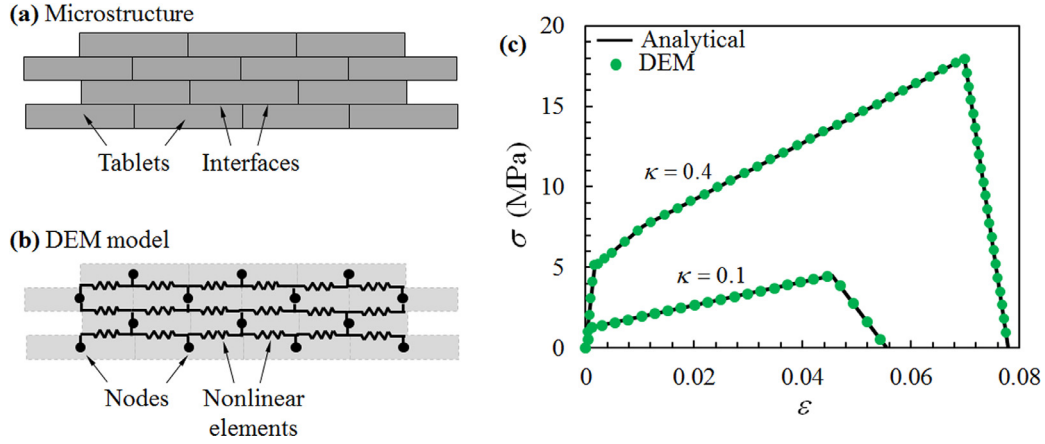 (a) Microstructure
Tablets
Interfaces
(b) DEM model
Nodes
Nonlinear
elements
(c)
Analytical
DEM
κ = 0.4
κ = 0.1
σ (MPa)
20
15
10
5
0
0
0.02
0.04
0.06
0.08
ε